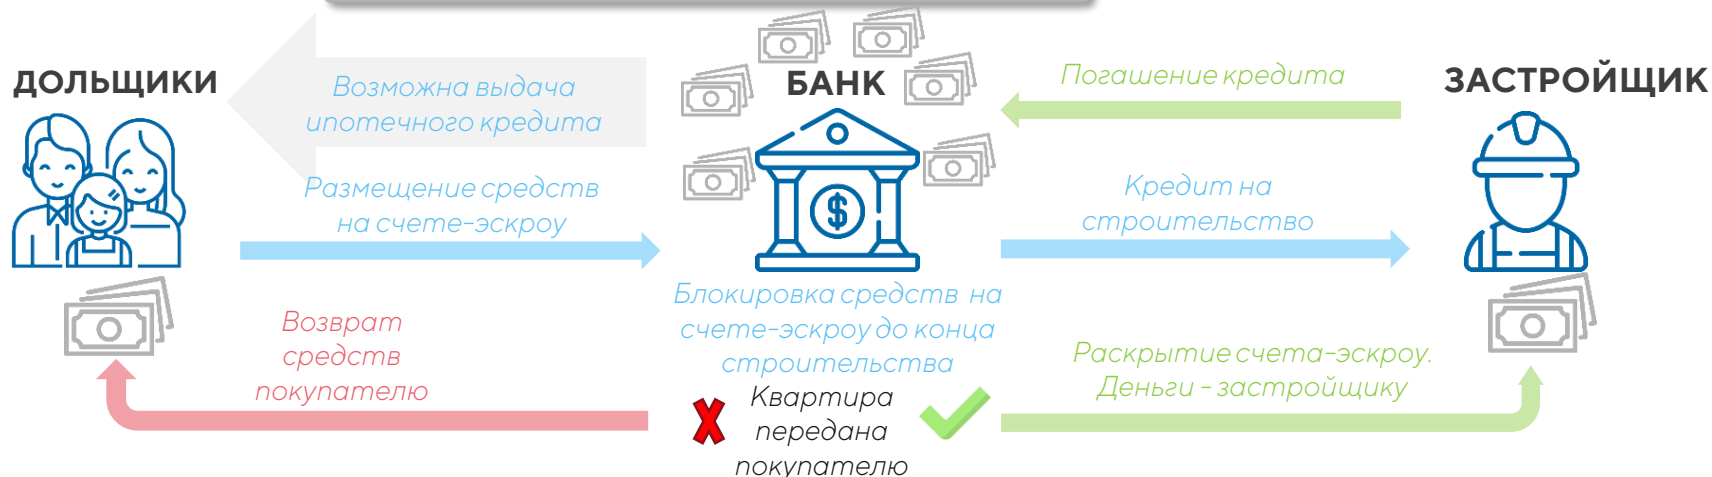 ДОЛЬЩИКИ
Возможна выдача
ипотечного кредита
Размещение средств
на счете-эскроу
Возврат
средств
покупателю
БАНК
$
Блокировка средств на
счете-эскроу до конца
строительства
Квартира
передана
покупателю
Погашение кредита
Кредит на
строительство
Раскрытие счета-эскроу.
Деньги - застройщику
ЗАСТРОЙЩИК